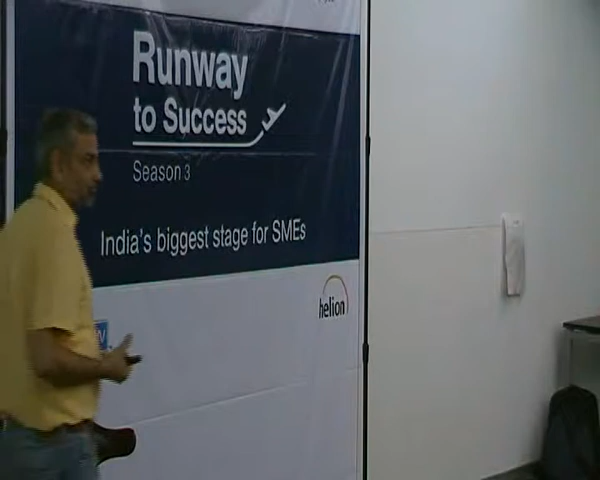 Runway
to Success
Season 3
India's biggest stage for SMEs
helion